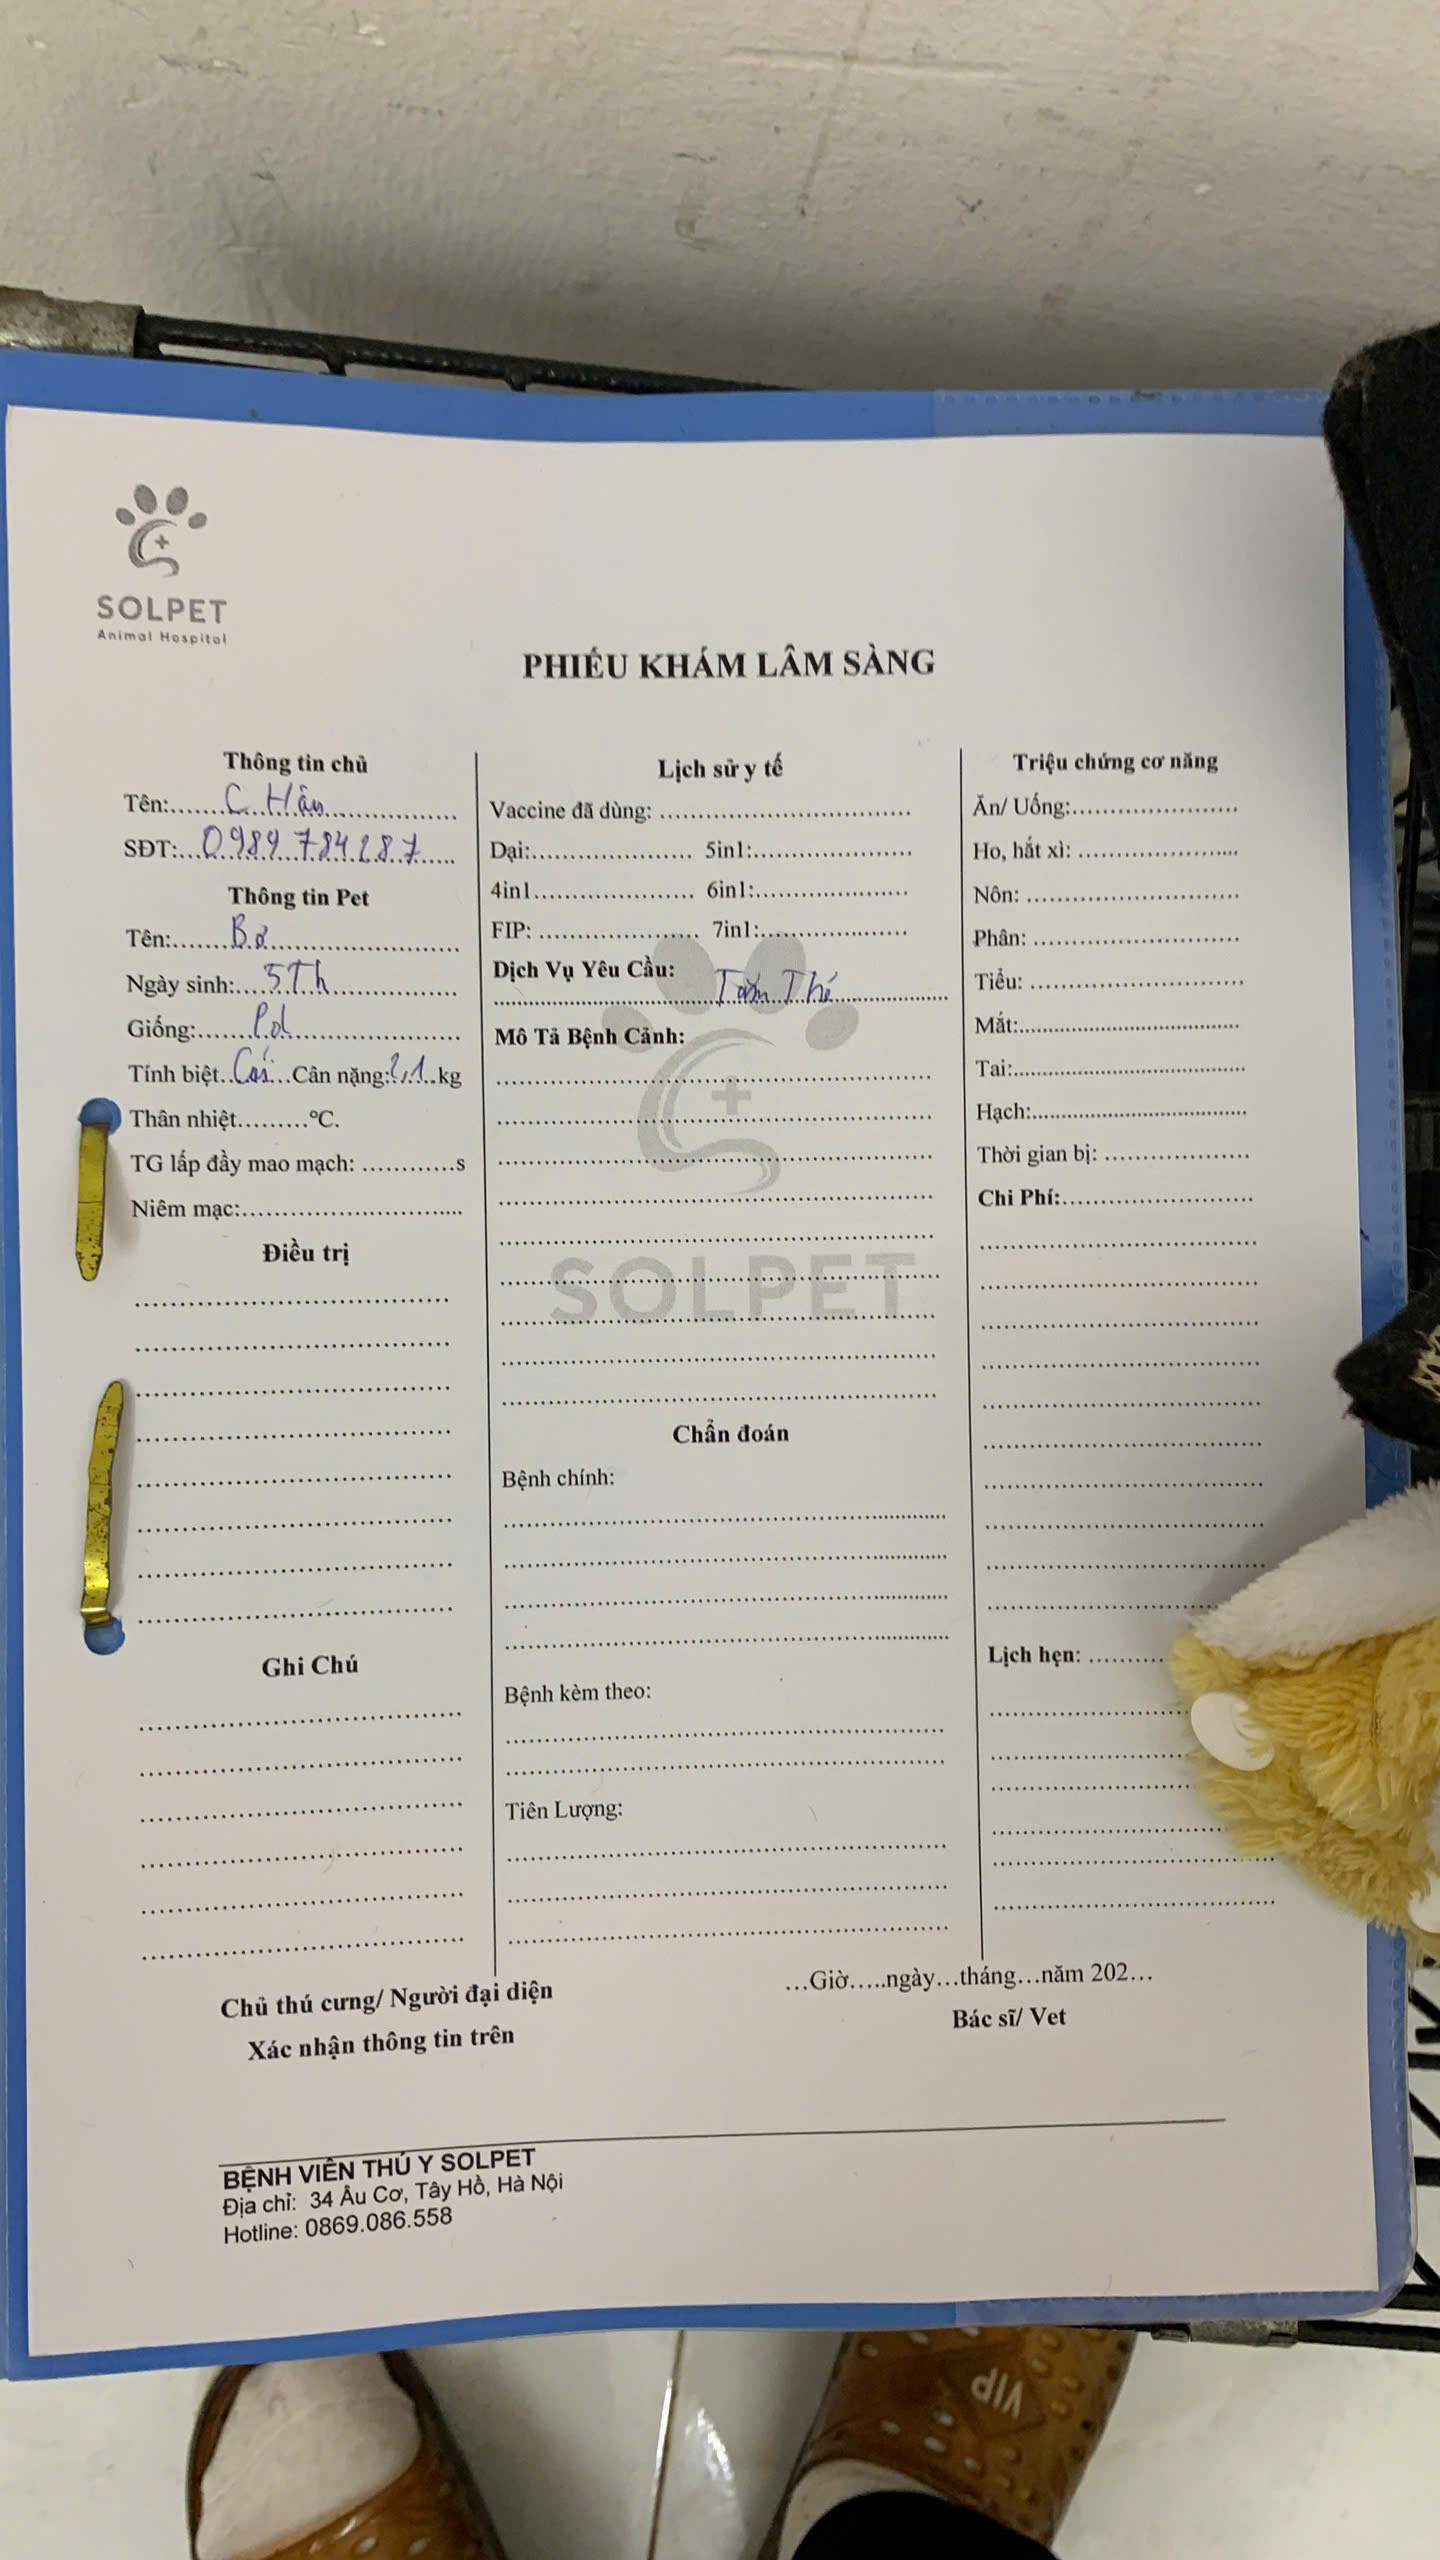 SOLPET
Animal Hospital
PHIẾU KHÁM LÂM SÀNG
Thông tin chủ
Tên:.......C Hân..................
SĐT:...0989 784287......
Thông tin Pet
Tên:.......Bơ..........................
Ngày sinh:....5Th..................
Giống:.......Pd........................
Tính biệt..Cái...Cân nặng:2,1..kg
Thân nhiệt.........°C.
TG lấp đầy mao mạch: ............s
Niêm mạc:..............................
Điều trị
Ghi Chú
Lịch sử y tế
Vaccine đã dùng: ..................................
Dại:...................... 5in1:......................
4in1...................... 6in1:.....................
FIP: ...................... 7in1:.....................
Dịch Vụ Yêu Cầu:
Tắm Thé
Mô Tả Bệnh Cảnh:
SOLPET
Chẩn đoán
Bệnh chính:
Bệnh kèm theo:
Tiên Lượng:
Triệu chứng cơ năng
Ăn/ Uống:.......................
Ho, hắt xì: ......................
Nôn: .............................
Phân: ............................
Tiểu: .............................
Mắt:...............................
Tai:................................
Hạch:..............................
Thời gian bị: ....................
Chi Phí:..........................
Lịch hẹn: ..........
...Giờ.....ngày...tháng...năm 202...
Chủ thú cưng/ Người đại diện
Xác nhận thông tin trên
Bác sĩ/ Vet
BỆNH VIỆN THÚ Y SOLPET
Địa chỉ: 34 Âu Cơ, Tây Hồ, Hà Nội
Hotline: 0869.086.558
VIP